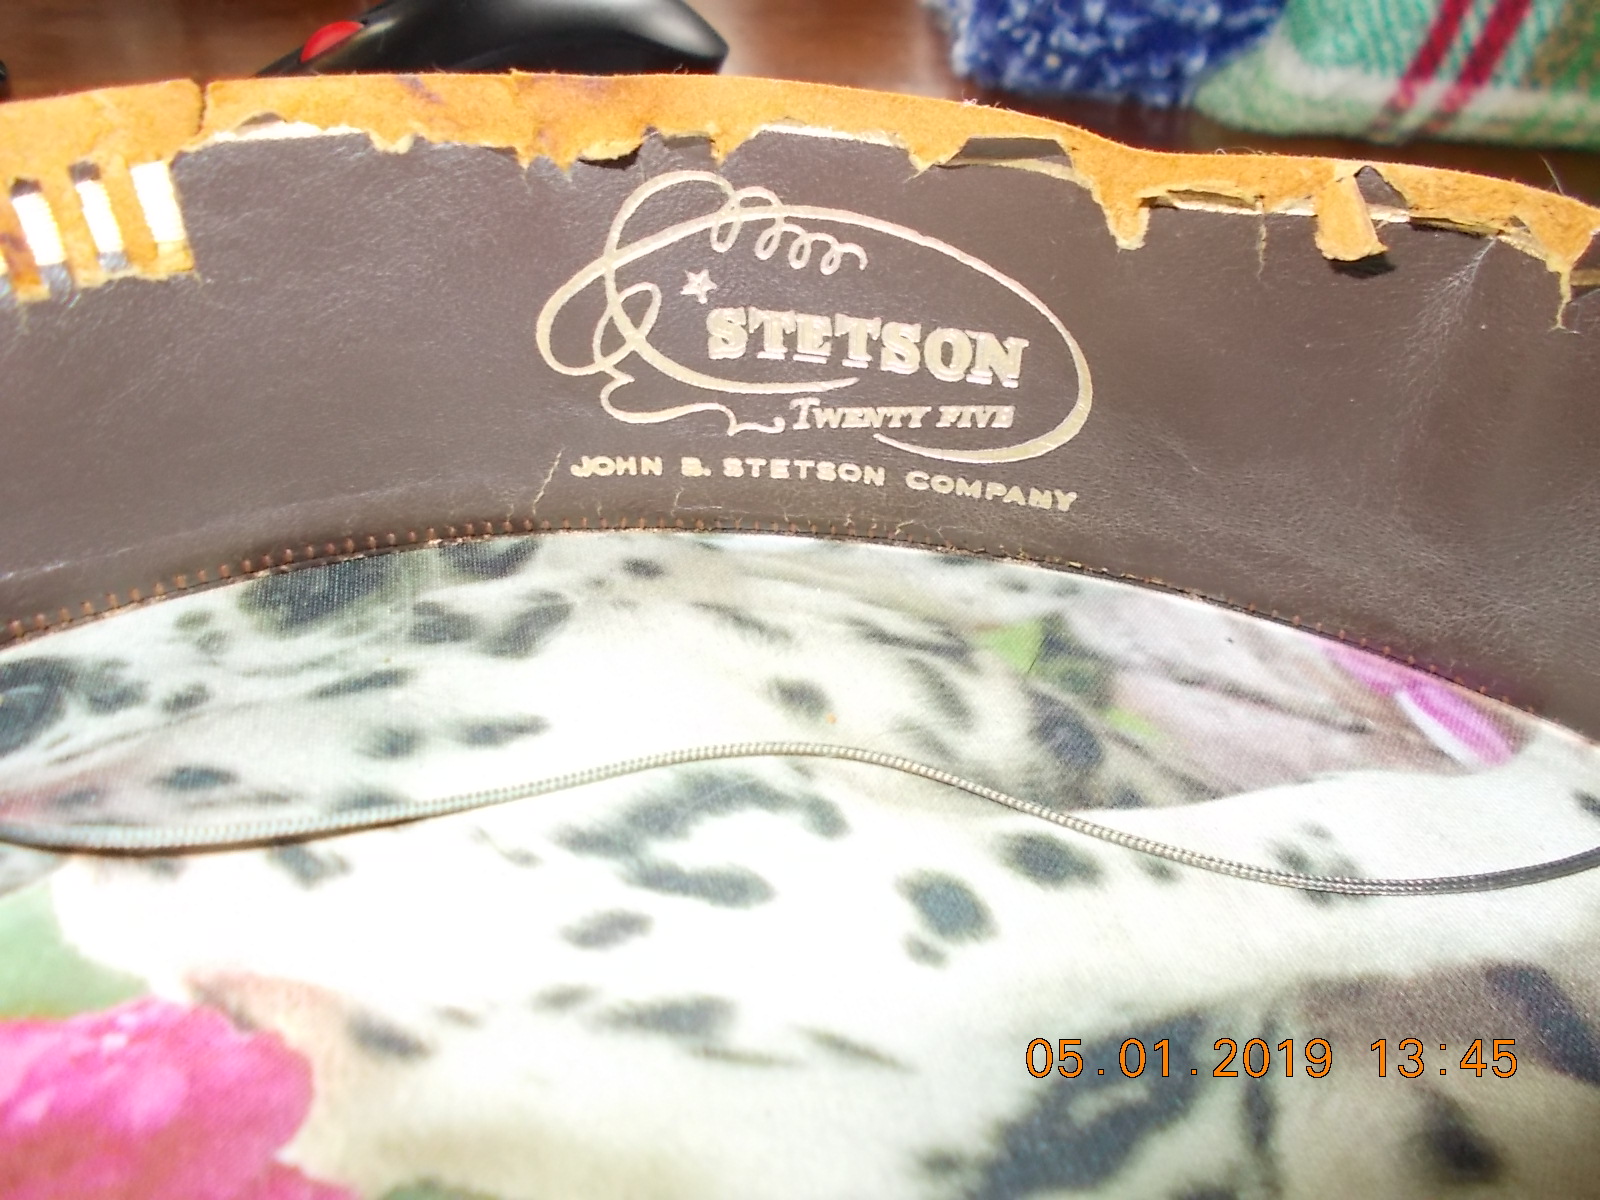 STETSON
TWENTY FIVE
JOHN B. STETSON COMPANY
05.01.2019 13:45